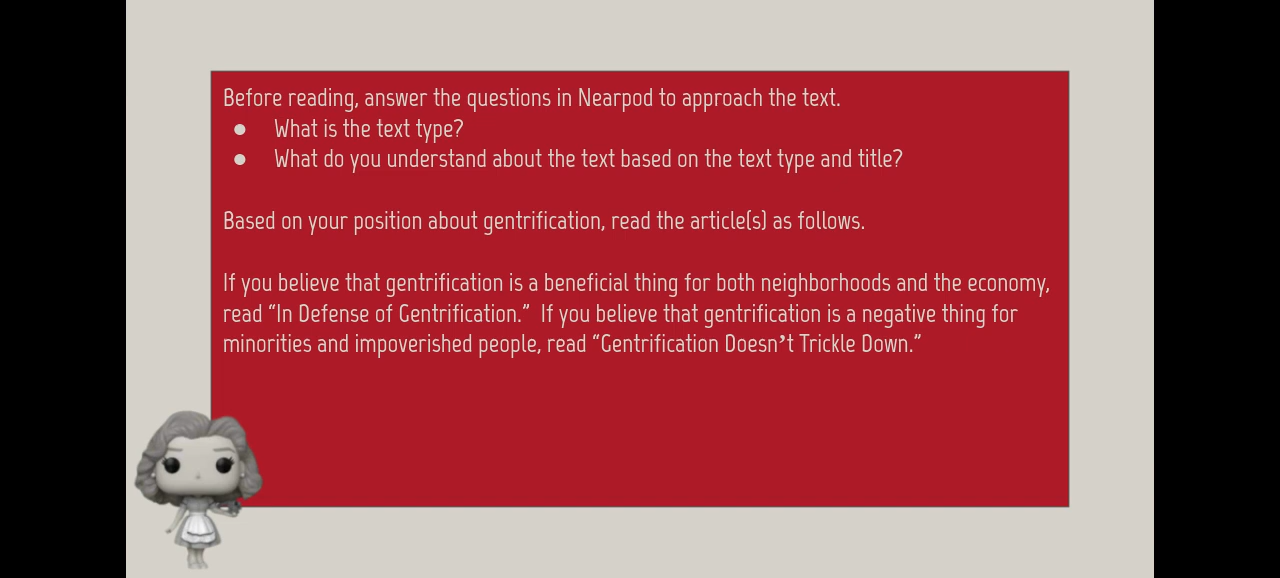 Before reading, answer the questions in Nearpod to approach the text.
● What is the text type?
● What do you understand about the text based on the text type and title?
Based on your position about gentrification, read the article(s) as follows.
If you believe that gentrification is a beneficial thing for both neighborhoods and the economy,
read “In Defense of Gentrification.” If you believe that gentrification is a negative thing for
minorities and impoverished people, read “Gentrification Doesn’t Trickle Down.”